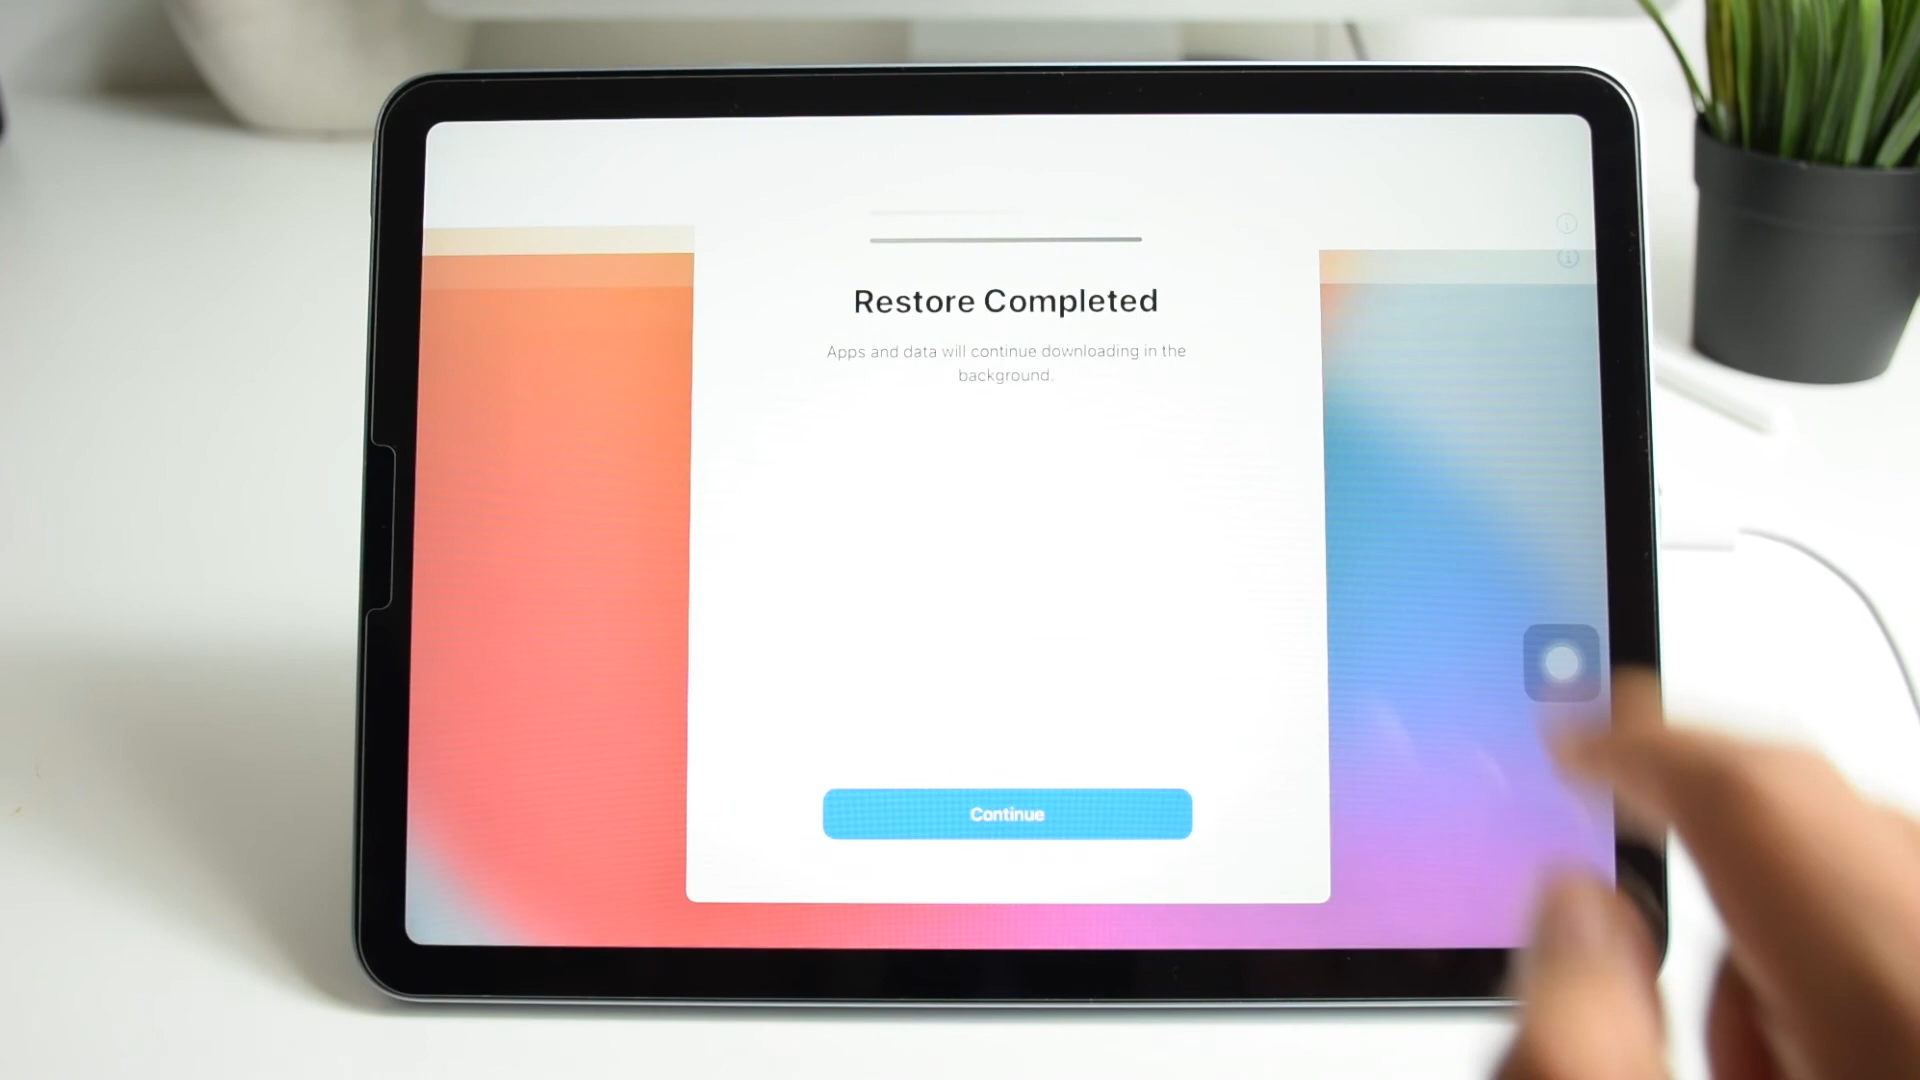 Restore Completed
Apps and data will continue downloading in the
background.
Continue